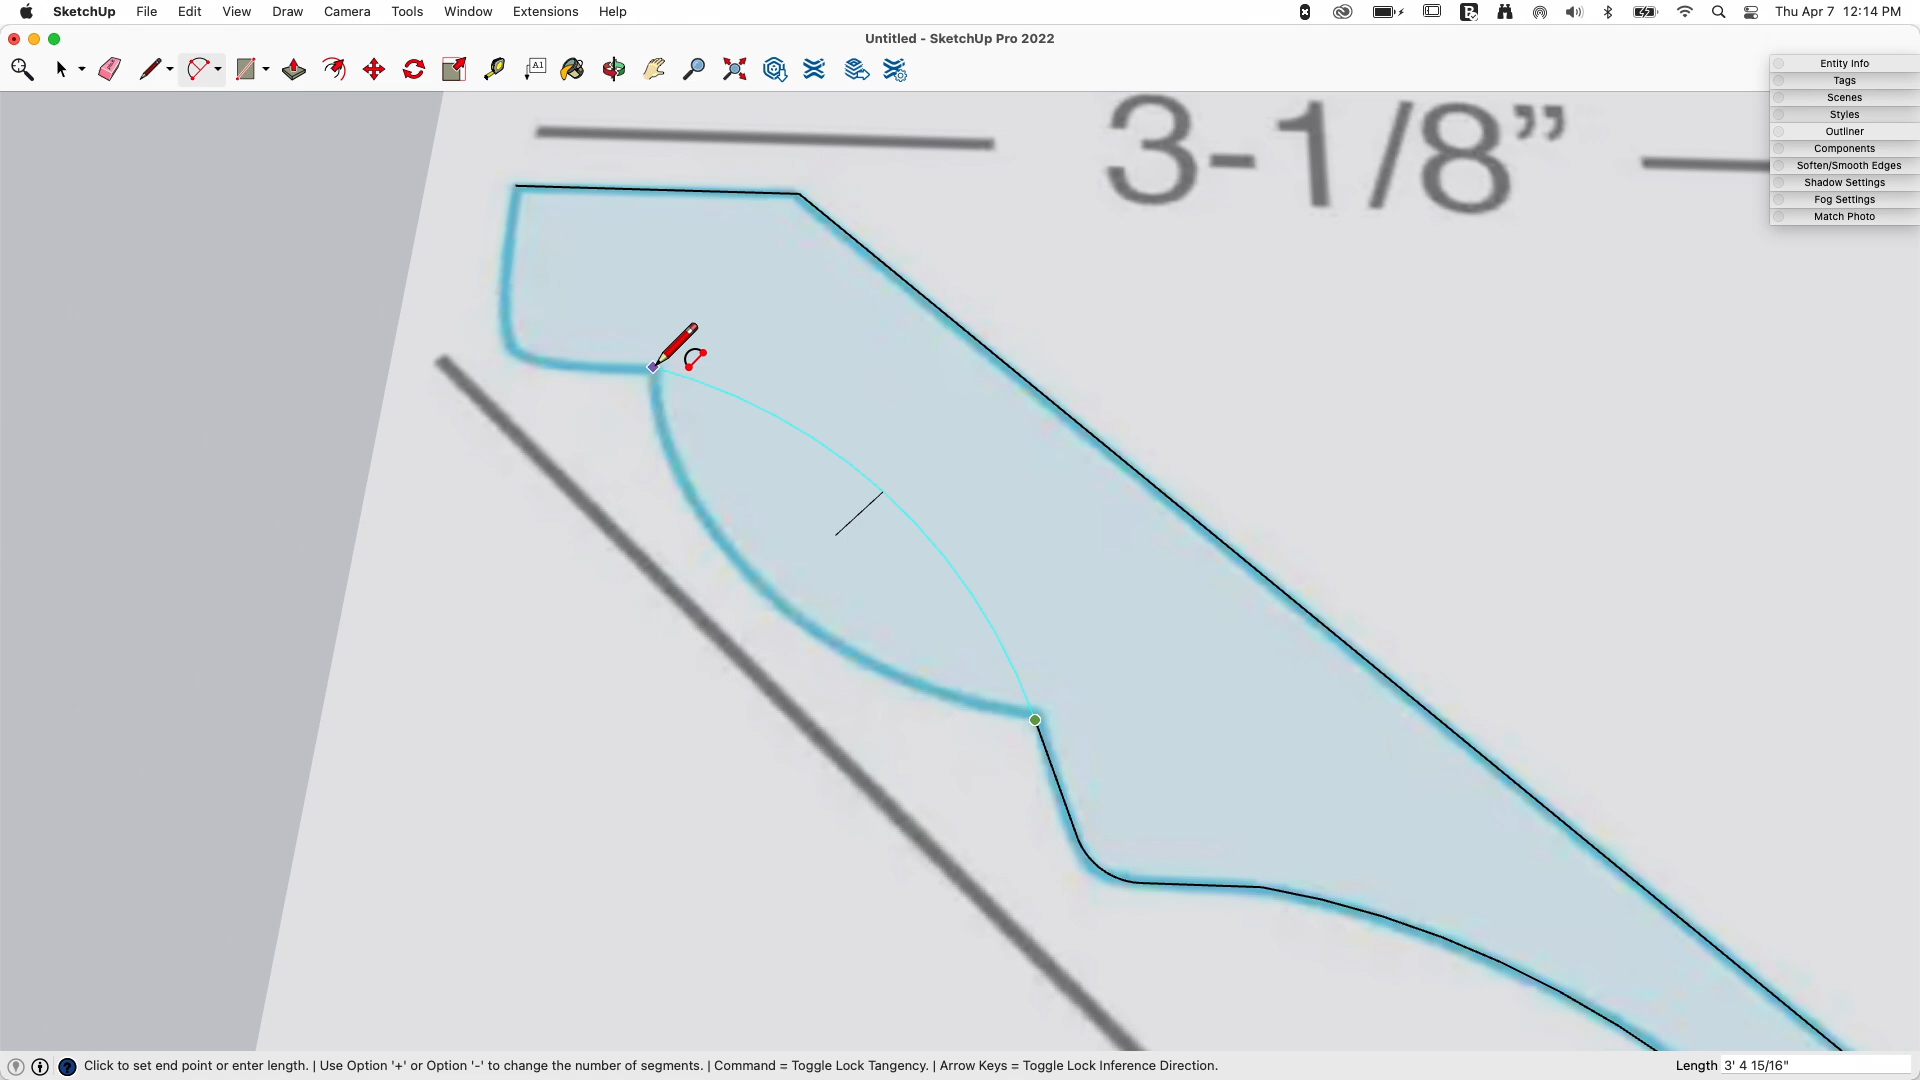 SketchUp File Edit View Draw Camera Tools Window Extensions Help Thu Apr 7 12:14 PM
Untitled - SketchUp Pro 2022
A1
Entity Info
Tags
Scenes
Styles
Outliner
Components
Soften/Smooth Edges
Shadow Settings
Fog Settings
Match Photo
3-1/8”
Click to set end point or enter length. | Use Option '+' or Option '-' to change the number of segments. | Command = Toggle Lock Tangency. | Arrow Keys = Toggle Lock Inference Direction. Length 3' 4 15/16"